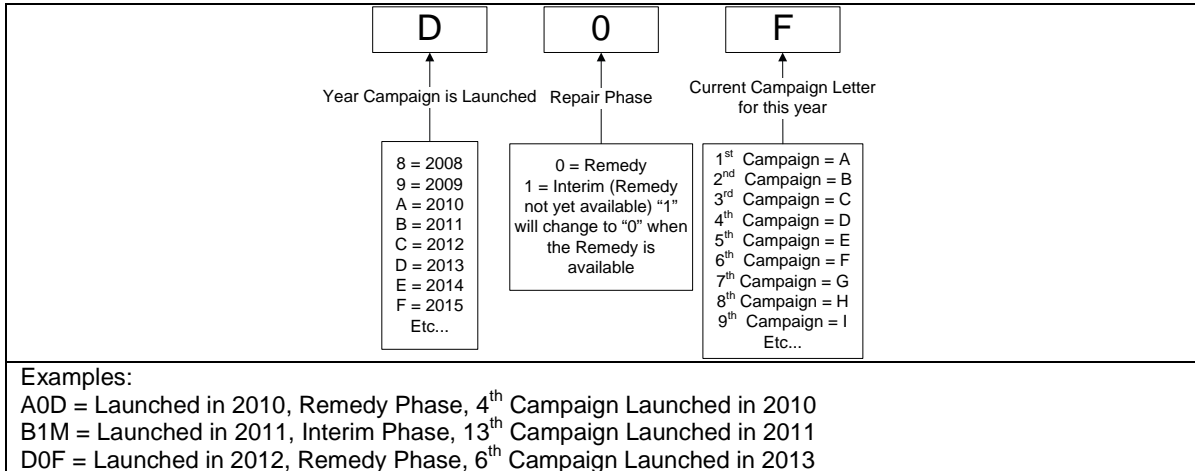 D 0 F
Year Campaign is Launched
Repair Phase
Current Campaign Letter
for this year
8 = 2008
9 = 2009
A = 2010
B = 2011
C = 2012
D = 2013
E = 2014
F = 2015
Etc...
0 = Remedy
1 = Interim (Remedy
not yet available) “1”
will change to “0” when
the Remedy is
available
1st Campaign = A
2nd Campaign = B
3rd Campaign = C
4th Campaign = D
5th Campaign = E
6th Campaign = F
7th Campaign = G
8th Campaign = H
9th Campaign = I
Etc...
Examples:
A0D = Launched in 2010, Remedy Phase, 4th Campaign Launched in 2010
B1M = Launched in 2011, Interim Phase, 13th Campaign Launched in 2011
D0F = Launched in 2012, Remedy Phase, 6th Campaign Launched in 2013